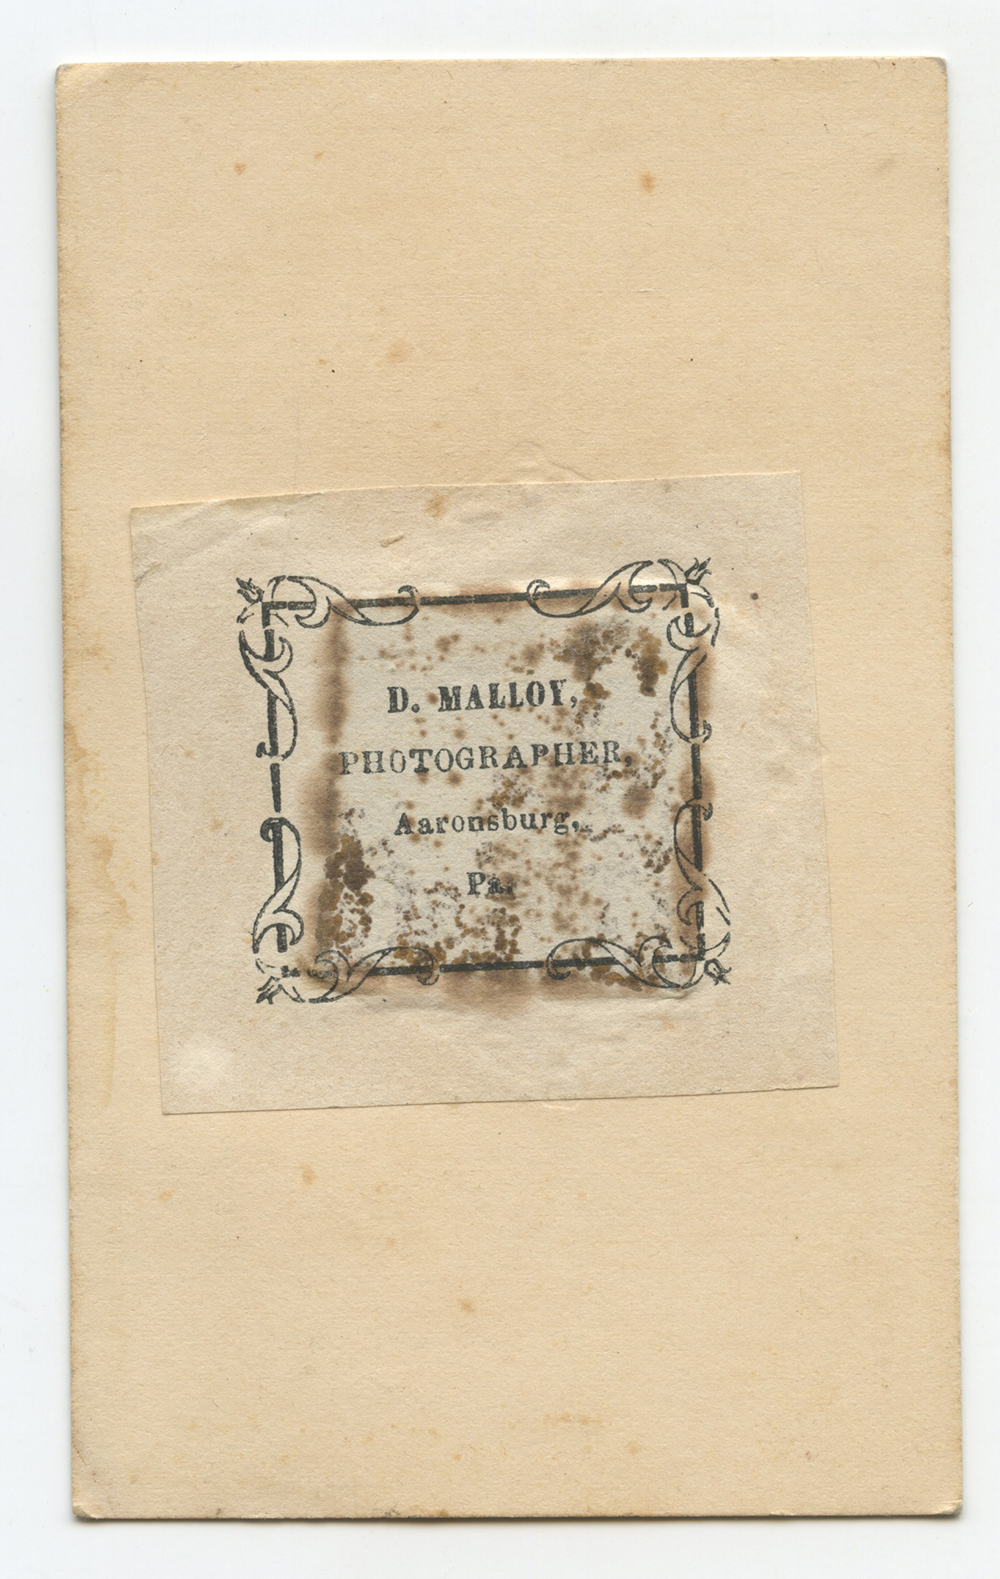 D. MALLOY,
PHOTOGRAPHER,
Aaronsburg,
Pa.